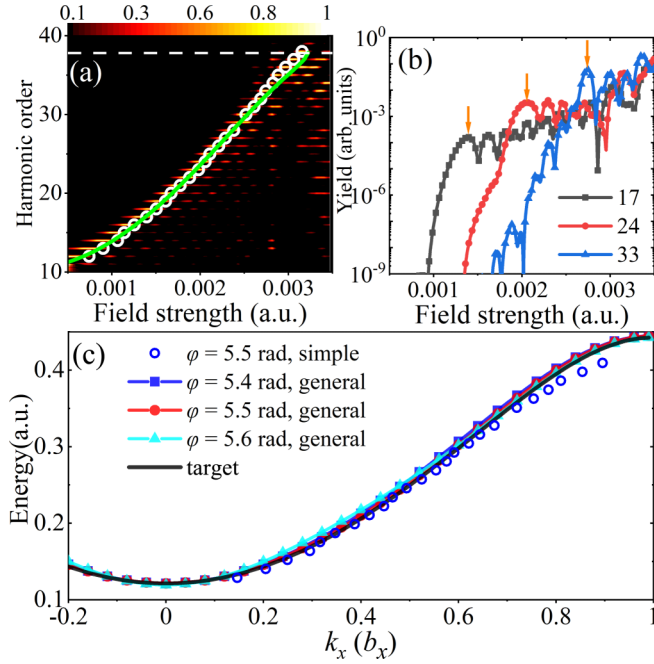 0.1 0.3 0.6 0.8 1
40
30
20
10
Harmonic order
(a)
0.001 0.002 0.003
Field strength (a.u.)
10^0
10^-3
10^-6
10^-9
Yield (arb. units)
(b)
17
24
33
0.001 0.002 0.003
Field strength (a.u.)
(c)
φ = 5.5 rad, simple
φ = 5.4 rad, general
φ = 5.5 rad, general
φ = 5.6 rad, general
target
0.4
0.3
0.2
0.1
Energy(a.u.)
-0.2 0 0.2 0.4 0.6 0.8 1
k_x (b_x)